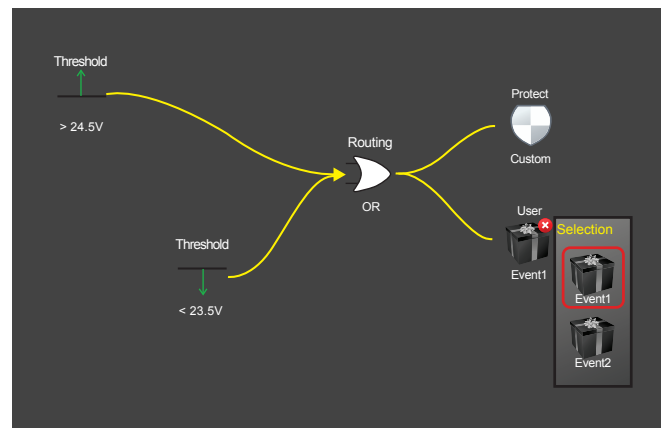 Threshold
> 24.5V
Threshold
< 23.5V
Routing
OR
Protect
Custom
User
Event1
Selection
Event1
Event2